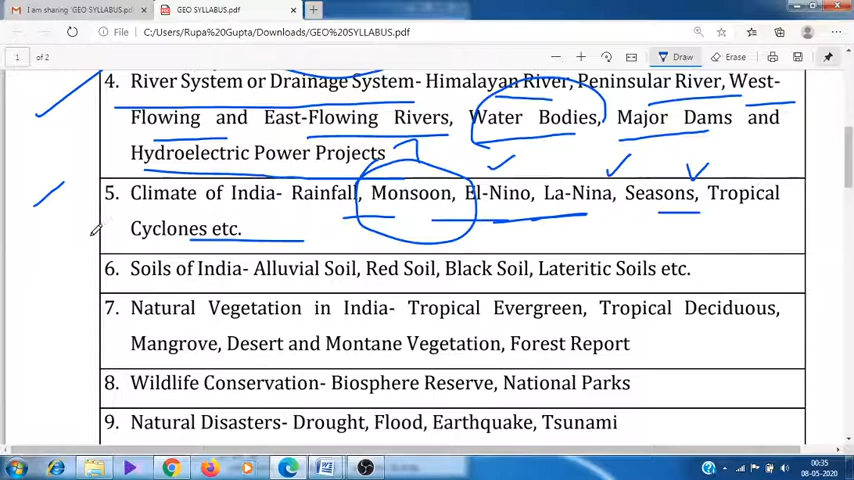 I am sharing 'GEO SYLLABUS.pdf'
GEO SYLLABUS.pdf
File
C:/Users/Rupa%20Gupta/Downloads/GEO%20SYLLABUS.pdf
1 of 2
Draw
Erase
4. River System or Drainage System- Himalayan River, Peninsular River, West-
Flowing and East-Flowing Rivers, Water Bodies, Major Dams and
Hydroelectric Power Projects
5. Climate of India- Rainfall, Monsoon, El-Nino, La-Nina, Seasons, Tropical
Cyclones etc.
6. Soils of India- Alluvial Soil, Red Soil, Black Soil, Lateritic Soils etc.
7. Natural Vegetation in India- Tropical Evergreen, Tropical Deciduous,
Mangrove, Desert and Montane Vegetation, Forest Report
8. Wildlife Conservation- Biosphere Reserve, National Parks
9. Natural Disasters- Drought, Flood, Earthquake, Tsunami
00:35
08-05-2020